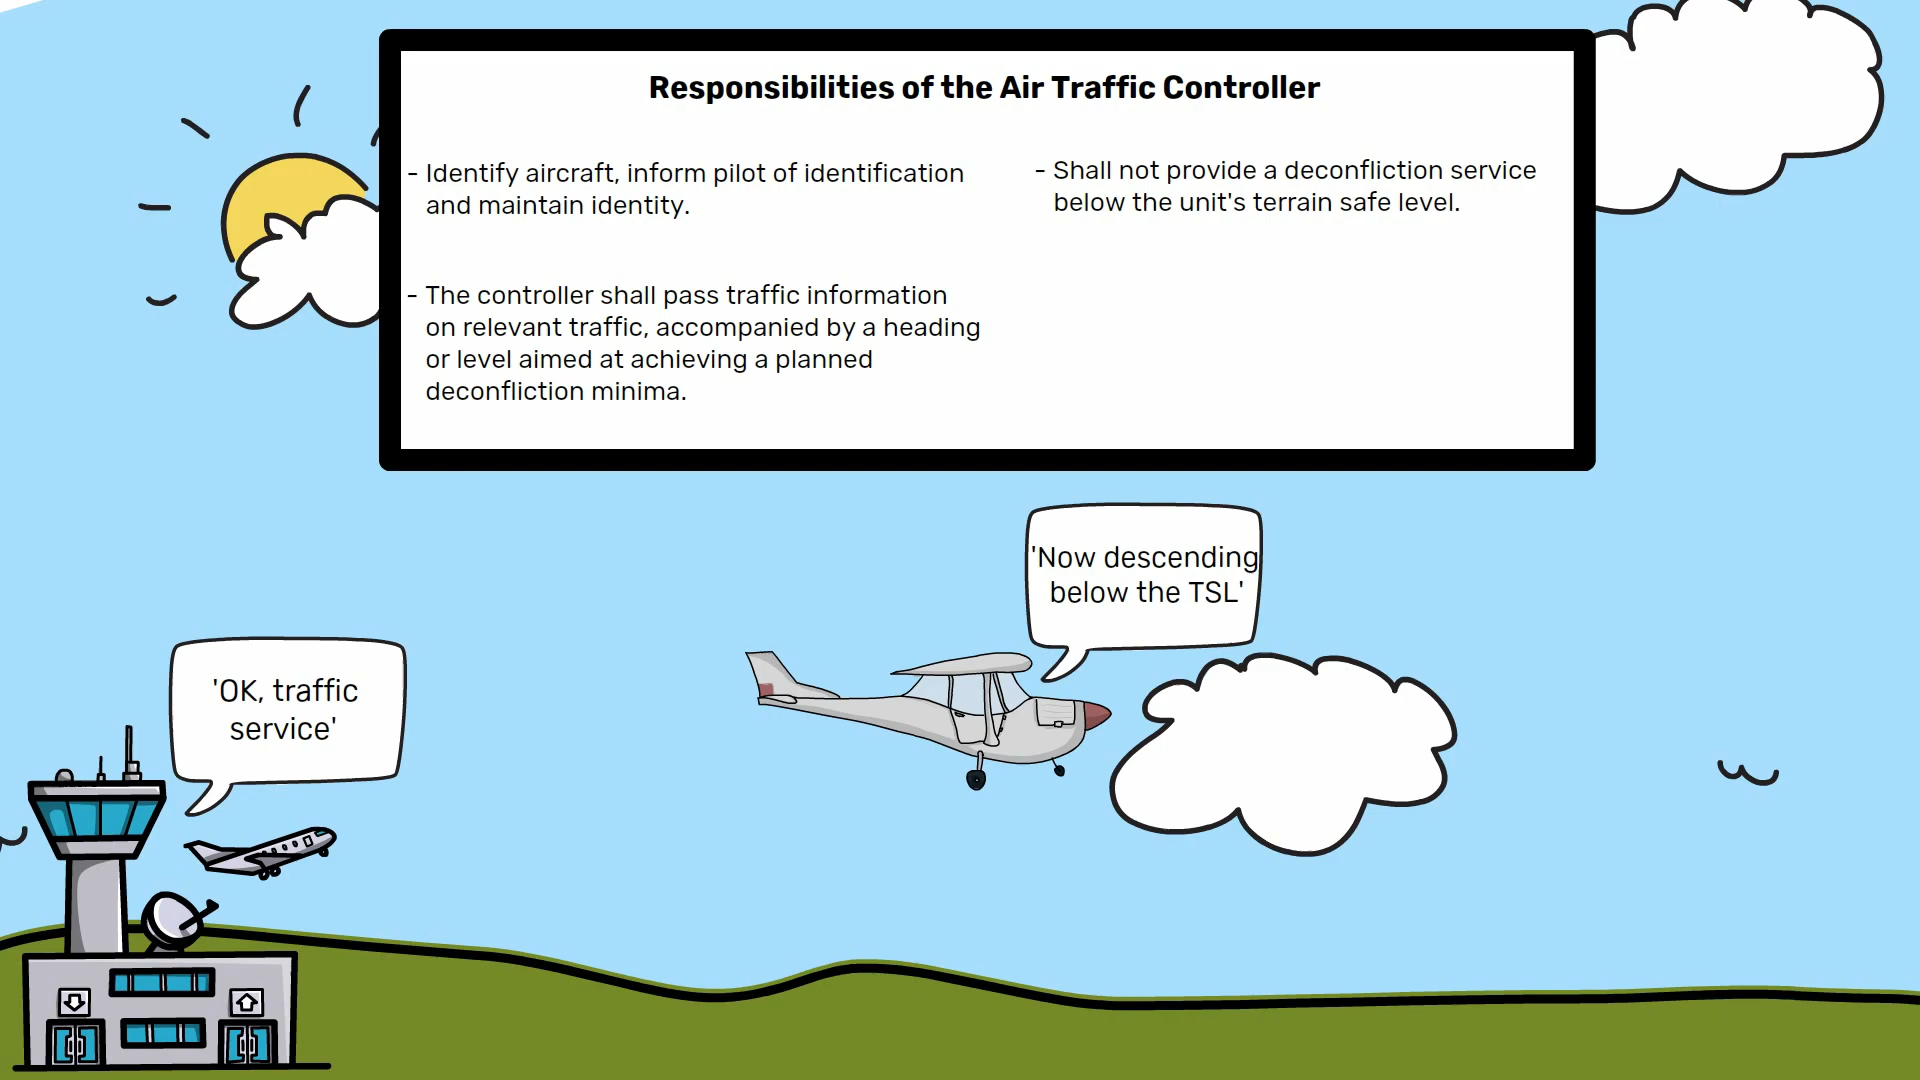 Responsibilities of the Air Traffic Controller
- Identify aircraft, inform pilot of identification
and maintain identity.
- The controller shall pass traffic information
on relevant traffic, accompanied by a heading
or level aimed at achieving a planned
deconfliction minima.
- Shall not provide a deconfliction service
below the unit's terrain safe level.
'Now descending
below the TSL'
'OK, traffic
service'